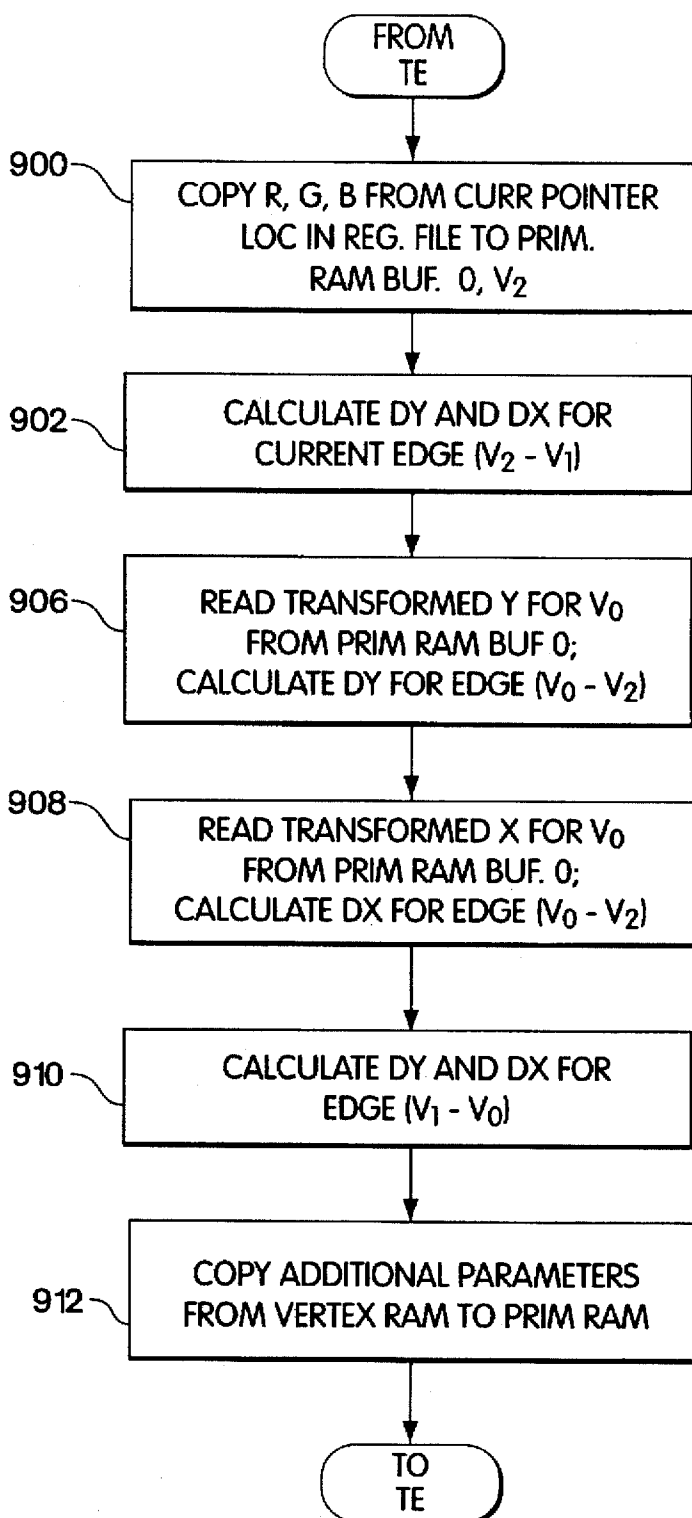 FROM
TE
900
COPY R, G, B FROM CURR POINTER
LOC IN REG. FILE TO PRIM.
RAM BUF. 0, V2
902
CALCULATE DY AND DX FOR
CURRENT EDGE (V2 - V1)
906
READ TRANSFORMED Y FOR V0
FROM PRIM RAM BUF 0;
CALCULATE DY FOR EDGE (V0 - V2)
908
READ TRANSFORMED X FOR V0
FROM PRIM RAM BUF. 0;
CALCULATE DX FOR EDGE (V0 - V2)
910
CALCULATE DY AND DX FOR
EDGE (V1 - V0)
912
COPY ADDITIONAL PARAMETERS
FROM VERTEX RAM TO PRIM RAM
TO
TE